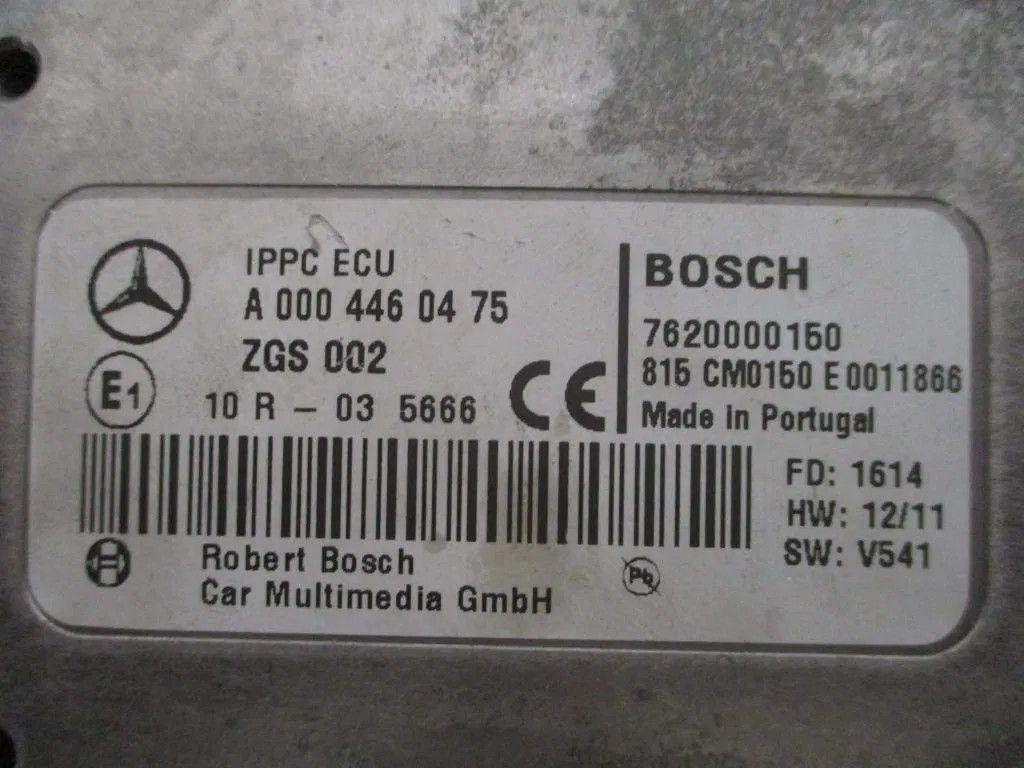 IPPC ECU
A 000 446 04 75
ZGS 002
E1
10 R - 03 5666
CE
BOSCH
7620000150
815 CM0150 E 0011866
Made in Portugal
FD: 1614
HW: 12/11
SW: V541
Robert Bosch
Car Multimedia GmbH
Pb